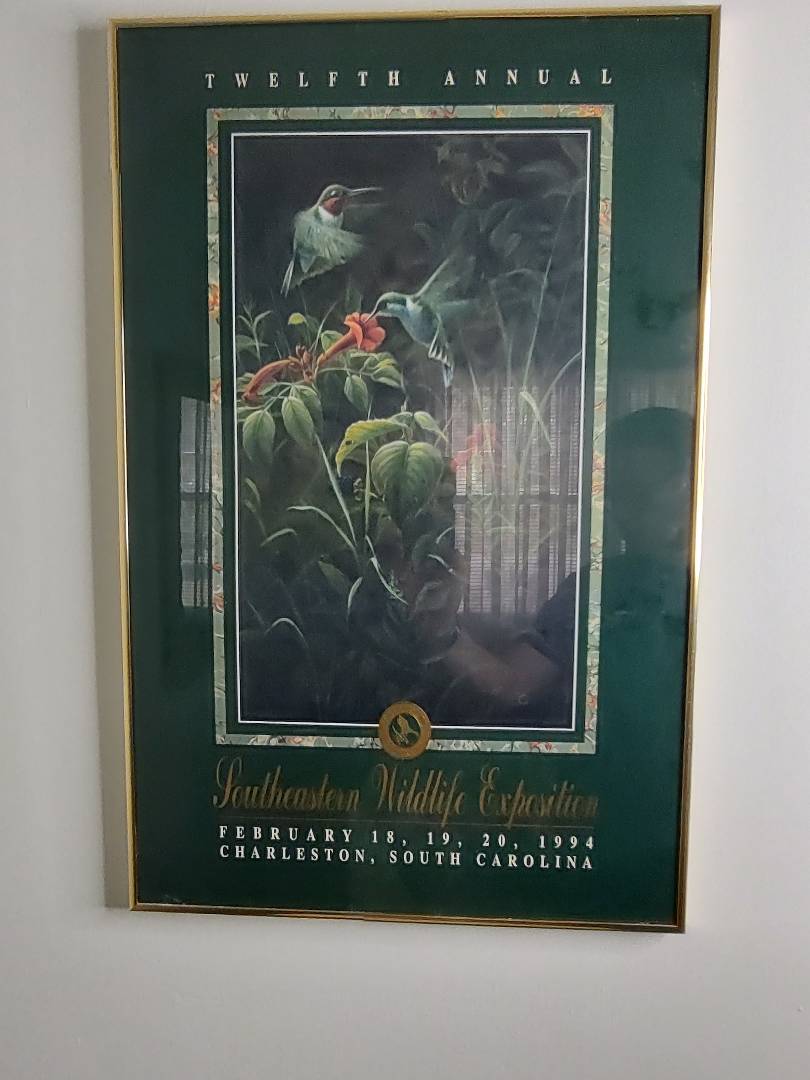 TWELFTH ANNUAL
Southeastern Wildlife Exposition
FEBRUARY 18, 19, 20, 1994
CHARLESTON, SOUTH CAROLINA